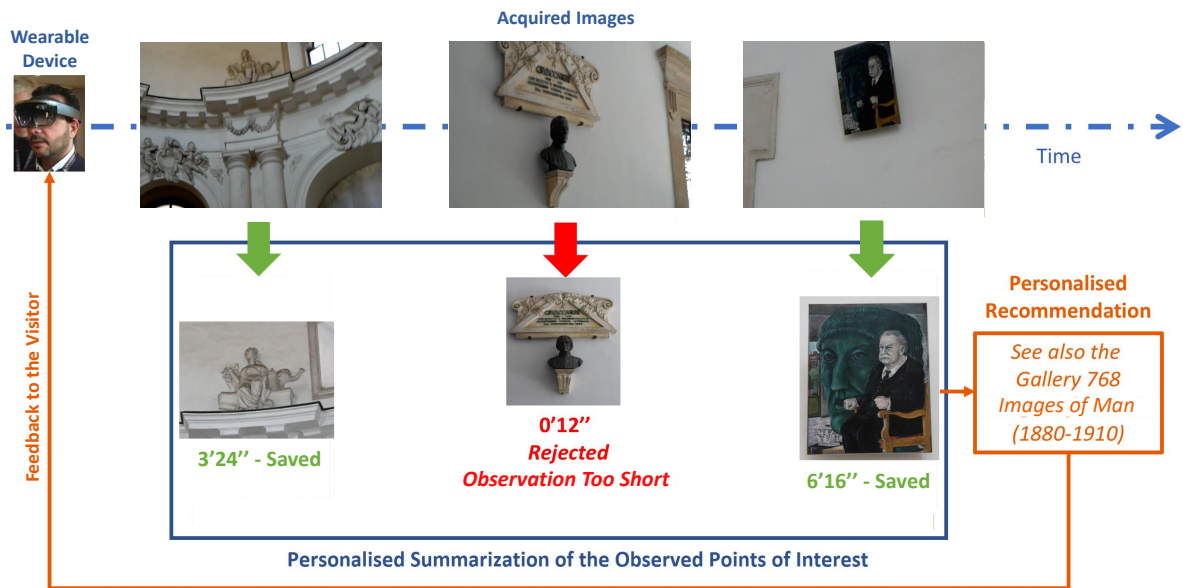 Acquired Images
Wearable
Device
Time
Feedback to the Visitor
3'24'' - Saved
0'12''
Rejected
Observation Too Short
6'16'' - Saved
Personalised
Recommendation
See also the
Gallery 768
Images of Man
(1880-1910)
Personalised Summarization of the Observed Points of Interest